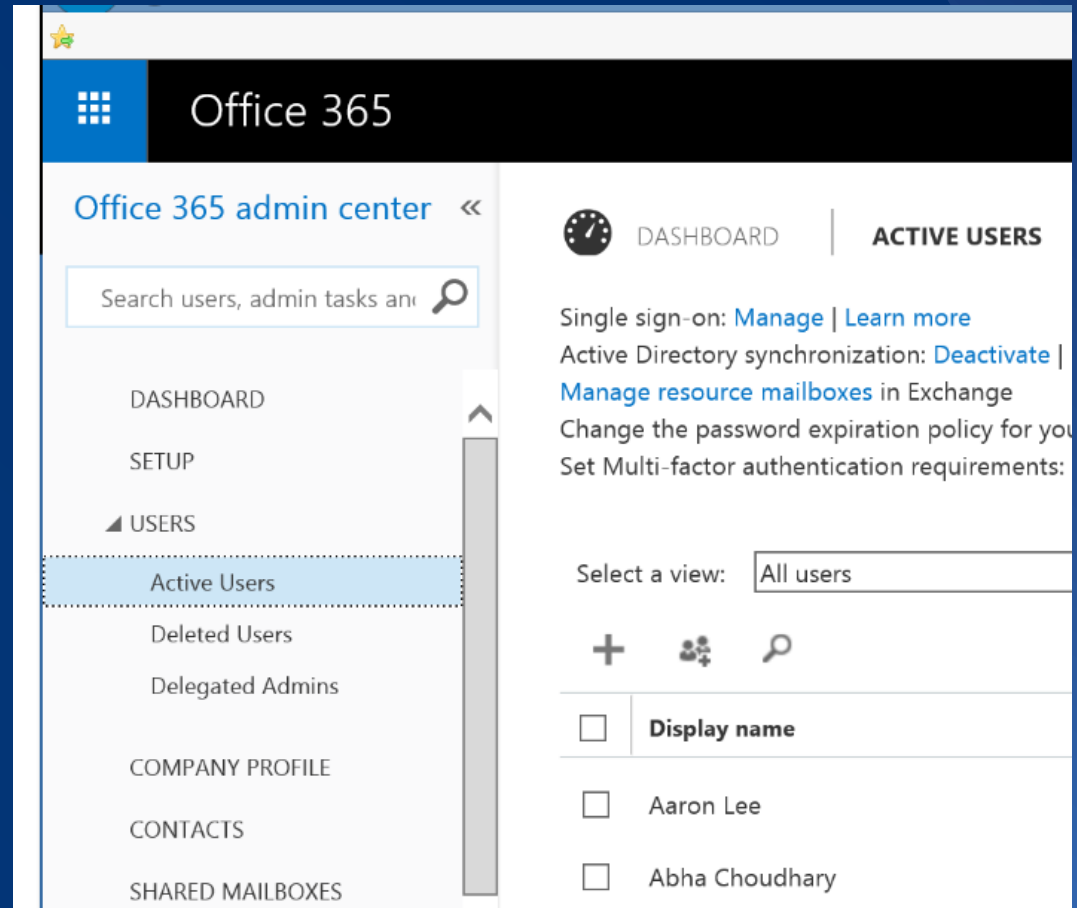 Office 365
Office 365 admin center «
Search users, admin tasks
DASHBOARD
SETUP
USERS
Active Users
Deleted Users
Delegated Admins
COMPANY PROFILE
CONTACTS
SHARED MAILBOXES
DASHBOARD | ACTIVE USERS
Single sign-on: Manage | Learn more
Active Directory synchronization: Deactivate |
Manage resource mailboxes in Exchange
Change the password expiration policy for
Set Multi-factor authentication requirements:
Select a view: All users
Display name
Aaron Lee
Abha Choudhary